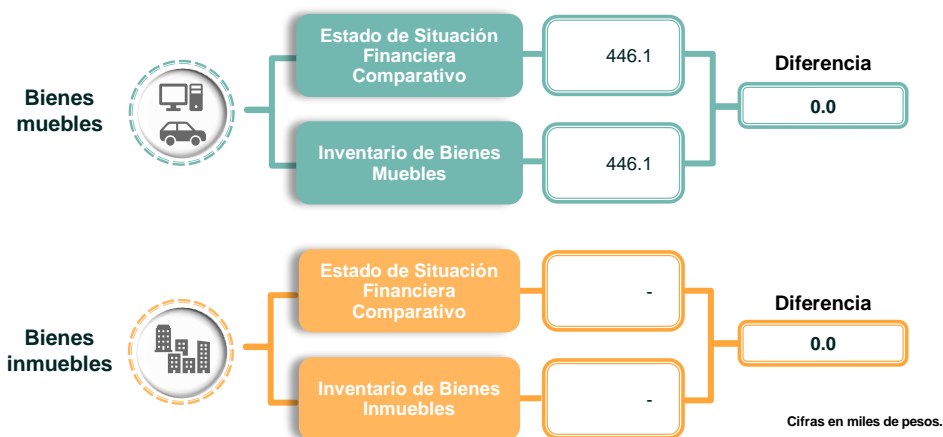 Bienes
muebles
Estado de Situación
Financiera
Comparativo
446.1
Inventario de Bienes
Muebles
446.1
Diferencia
0.0
Bienes
inmuebles
Estado de Situación
Financiera
Comparativo
-
Inventario de Bienes
Inmuebles
-
Diferencia
0.0
Cifras en miles de pesos.